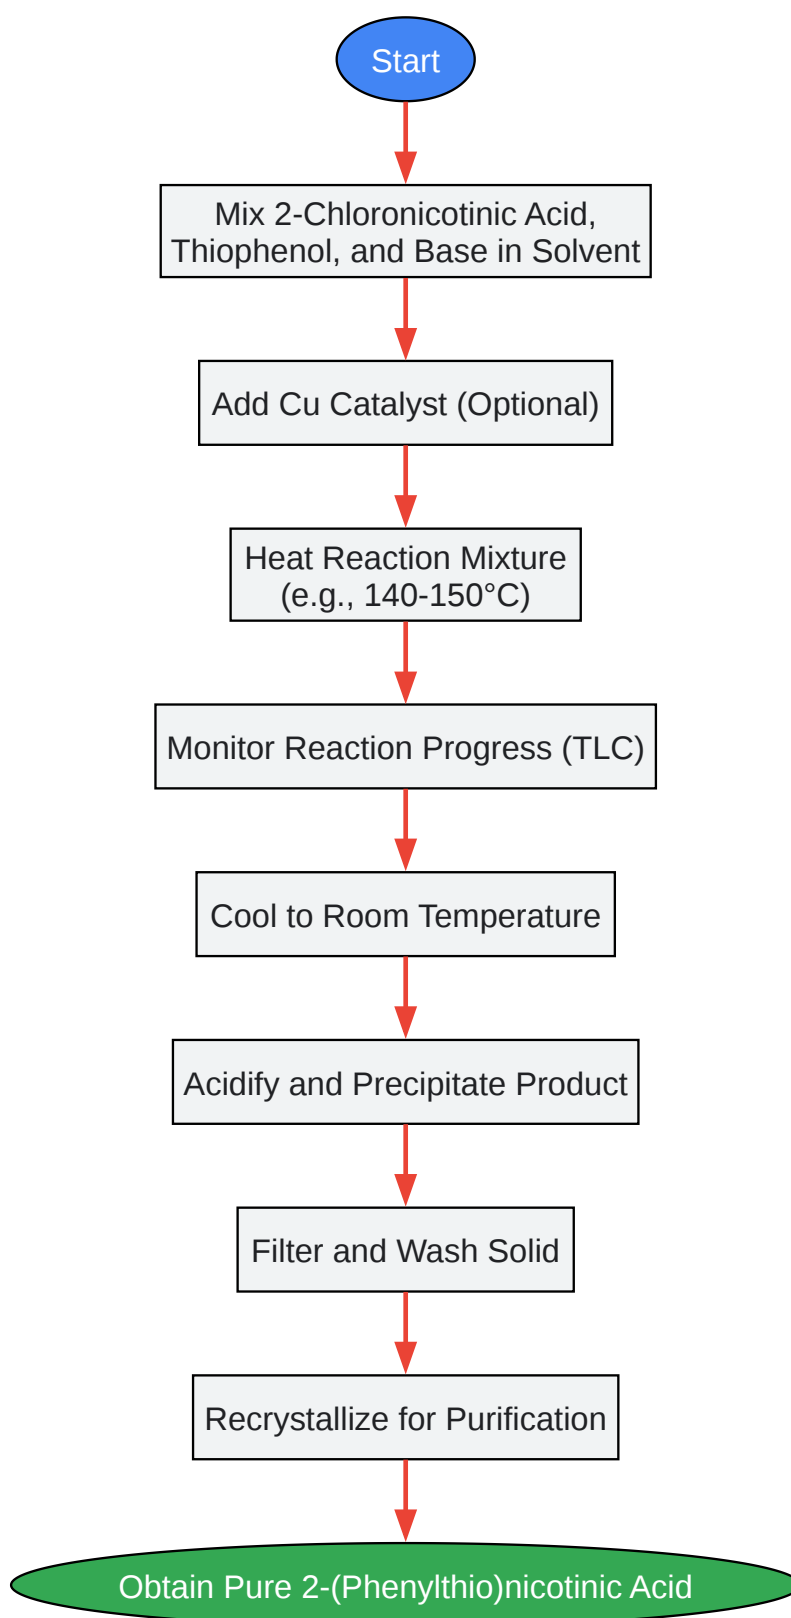 Start
Mix 2-Chloronicotinic Acid,
Thiophenol, and Base in Solvent
Add Cu Catalyst (Optional)
Heat Reaction Mixture
(e.g., 140-150°C)
Monitor Reaction Progress (TLC)
Cool to Room Temperature
Acidify and Precipitate Product
Filter and Wash Solid
Recrystallize for Purification
Obtain Pure 2-(Phenylthio)nicotinic Acid